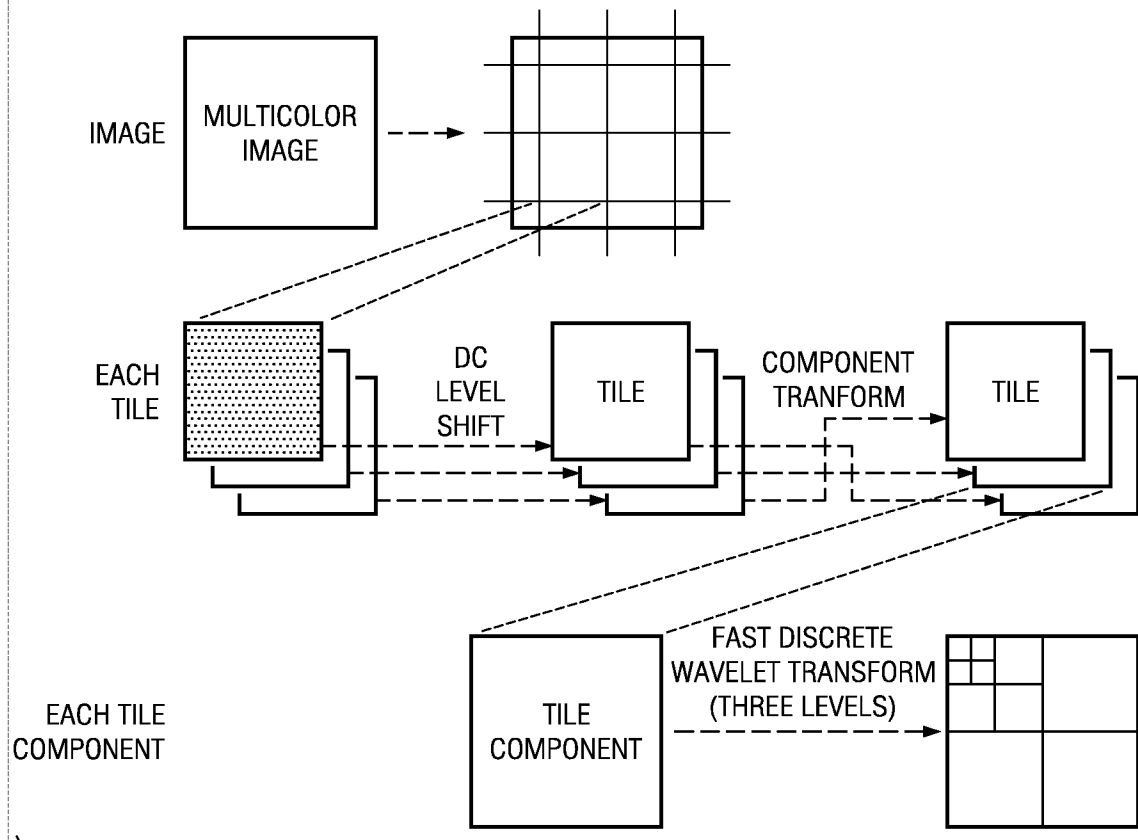 IMAGE
MULTICOLOR
IMAGE
EACH
TILE
DC
LEVEL
SHIFT
TILE
COMPONENT
TRANFORM
TILE
EACH TILE
COMPONENT
TILE
COMPONENT
FAST DISCRETE
WAVELET TRANSFORM
(THREE LEVELS)